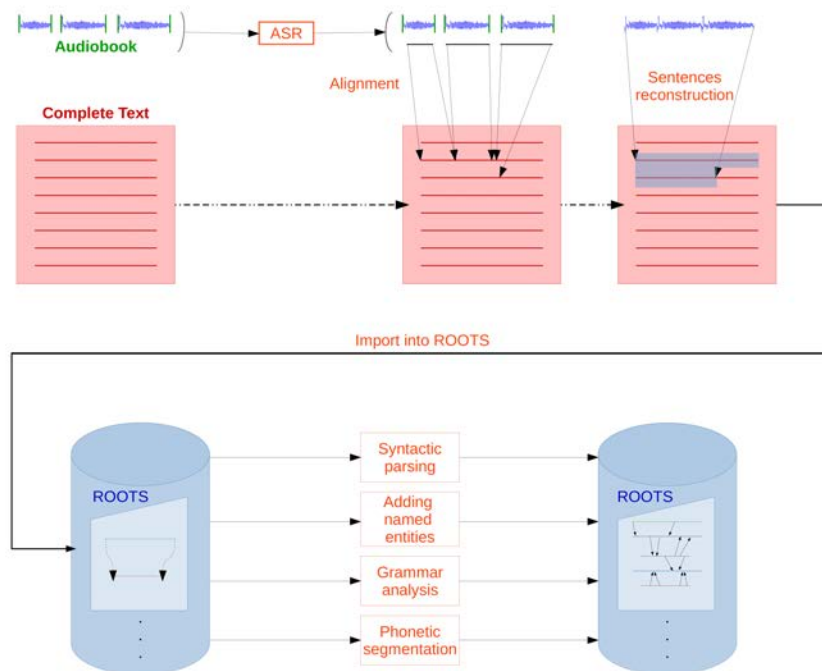 Audiobook
ASR
Alignment
Sentences
reconstruction
Complete Text
Import into ROOTS
ROOTS
Syntactic
parsing
ROOTS
Adding
named
entities
Grammar
analysis
Phonetic
segmentation